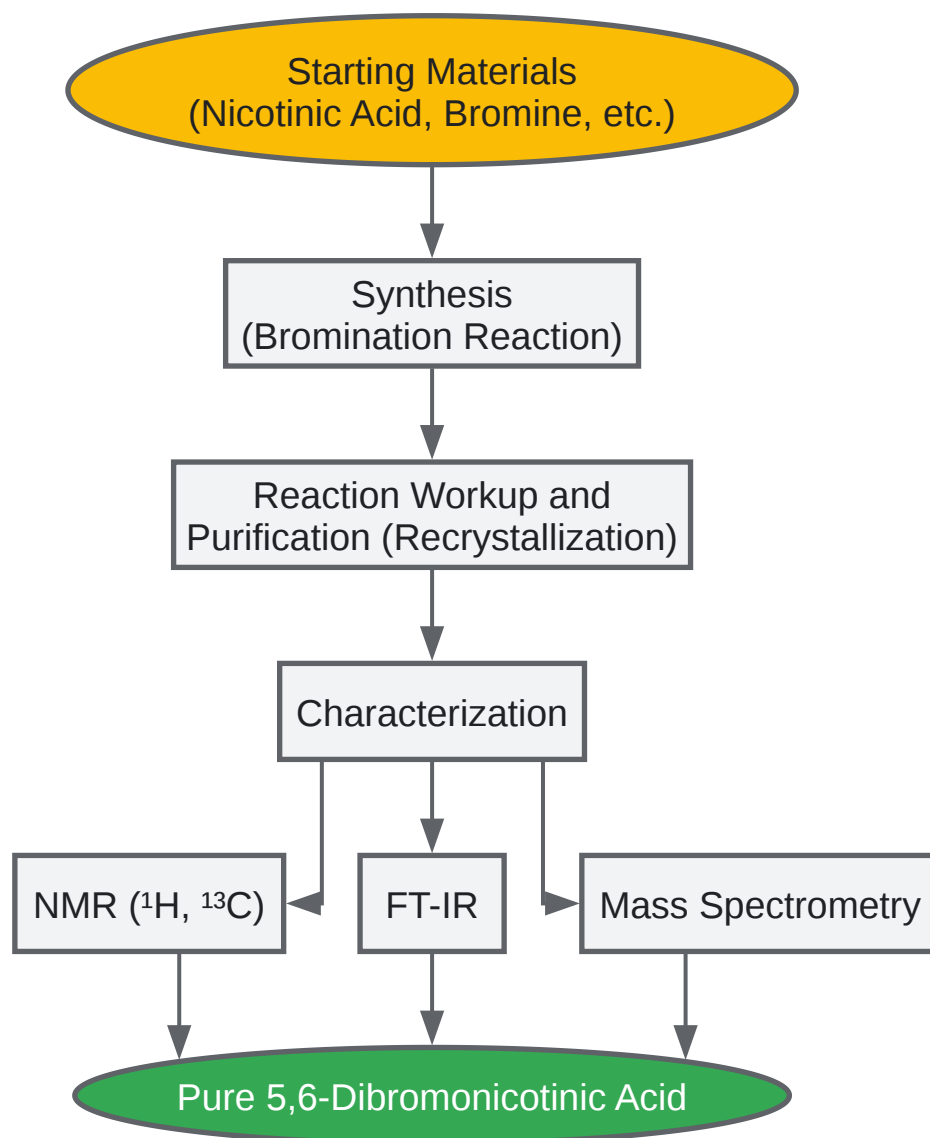 Starting Materials
(Nicotinic Acid, Bromine, etc.)
Synthesis
(Bromination Reaction)
Reaction Workup and
Purification (Recrystallization)
Characterization
NMR (¹H, ¹³C)
FT-IR
Mass Spectrometry
Pure 5,6-Dibromonicotinic Acid